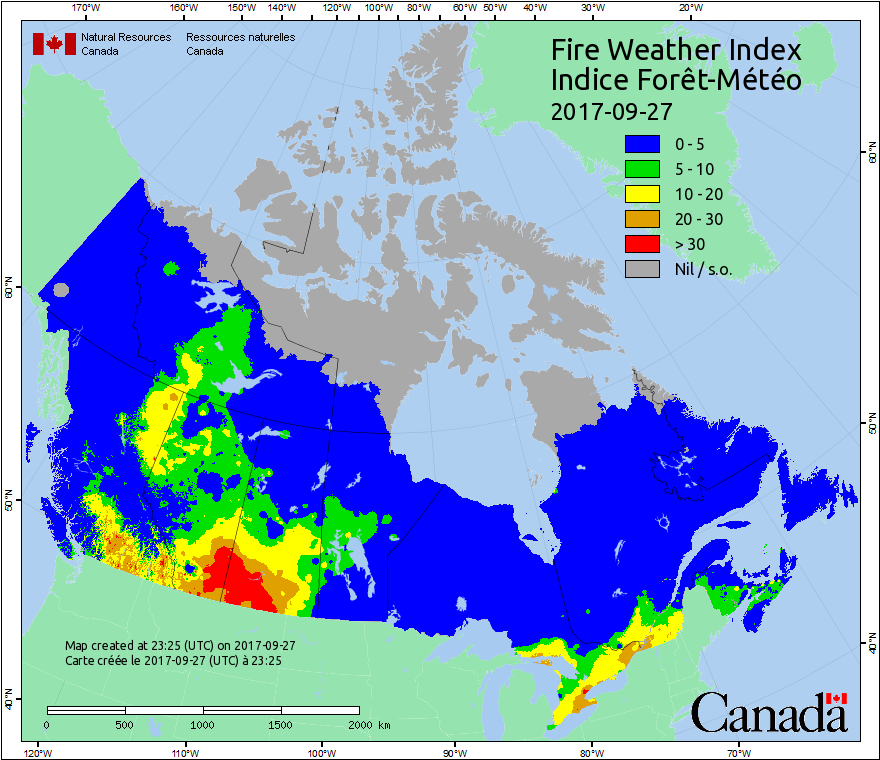 170°W 160°W 150°W 140°W 120°W 100°W 80°W 60°W 50°W 40°W 30°W 20°W
Natural Resources Ressources naturelles
Canada Canada
Fire Weather Index
Indice Forêt-Météo
2017-09-27
0 - 5
5 - 10
10 - 20
20 - 30
> 30
Nil / s.o.
60°N
60°N
50°N
50°N
40°N
40°N
Map created at 23:25 (UTC) on 2017-09-27
Carte créée le 2017-09-27 (UTC) à 23:25
0 500 1000 1500 2000 km
Canada
120°W 110°W 100°W 90°W 80°W 70°W